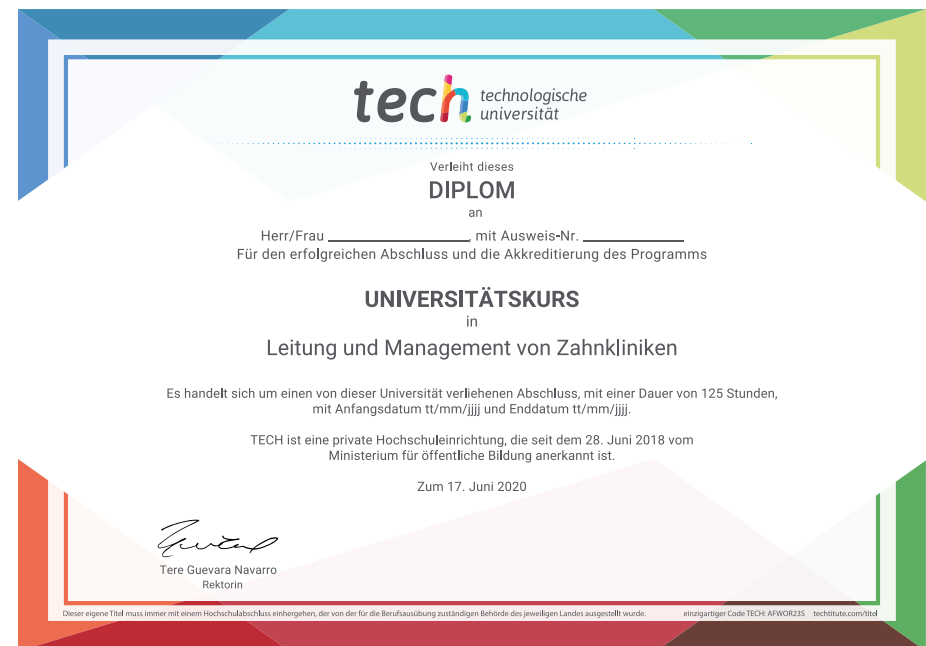 tech technologische
universität
Verleiht dieses
DIPLOM
an
Herr/Frau ____________________, mit Ausweis-Nr. ______________
Für den erfolgreichen Abschluss und die Akkreditierung des Programms
UNIVERSITÄTSKURS
in
Leitung und Management von Zahnkliniken
Es handelt sich um einen von dieser Universität verliehenen Abschluss, mit einer Dauer von 125 Stunden,
mit Anfangsdatum tt/mm/jjjj und Enddatum tt/mm/jjjj.
TECH ist eine private Hochschuleinrichtung, die seit dem 28. Juni 2018 vom
Ministerium für öffentliche Bildung anerkannt ist.
Zum 17. Juni 2020
Tere Guevara Navarro
Rektorin
Dieser eigene Titel muss immer mit einem Hochschulabschluss einhergehen, der von der für die Berufsausübung zuständigen Behörde des jeweiligen Landes ausgestellt wurde. einzigartiger Code TECH: AFWOR23S techtitute.com/titel